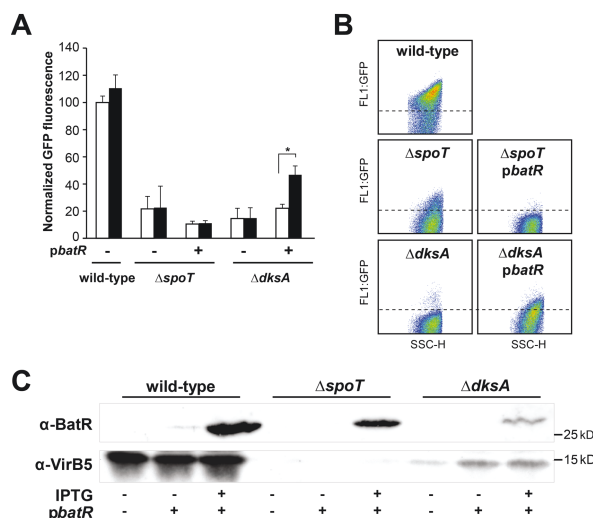 A
Normalized GFP fluorescence
140
120
100
80
60
40
20
0
*
pbatR - - + - +
wild-type ΔspoT ΔdksA
B
FL1:GFP
wild-type
FL1:GFP
ΔspoT
ΔspoT
pbatR
FL1:GFP
ΔdksA
ΔdksA
pbatR
SSC-H SSC-H
C
wild-type ΔspoT ΔdksA
α-BatR
25 kD
α-VirB5
15 kD
IPTG - - + - - + - - +
pbatR - + + - + + - + +